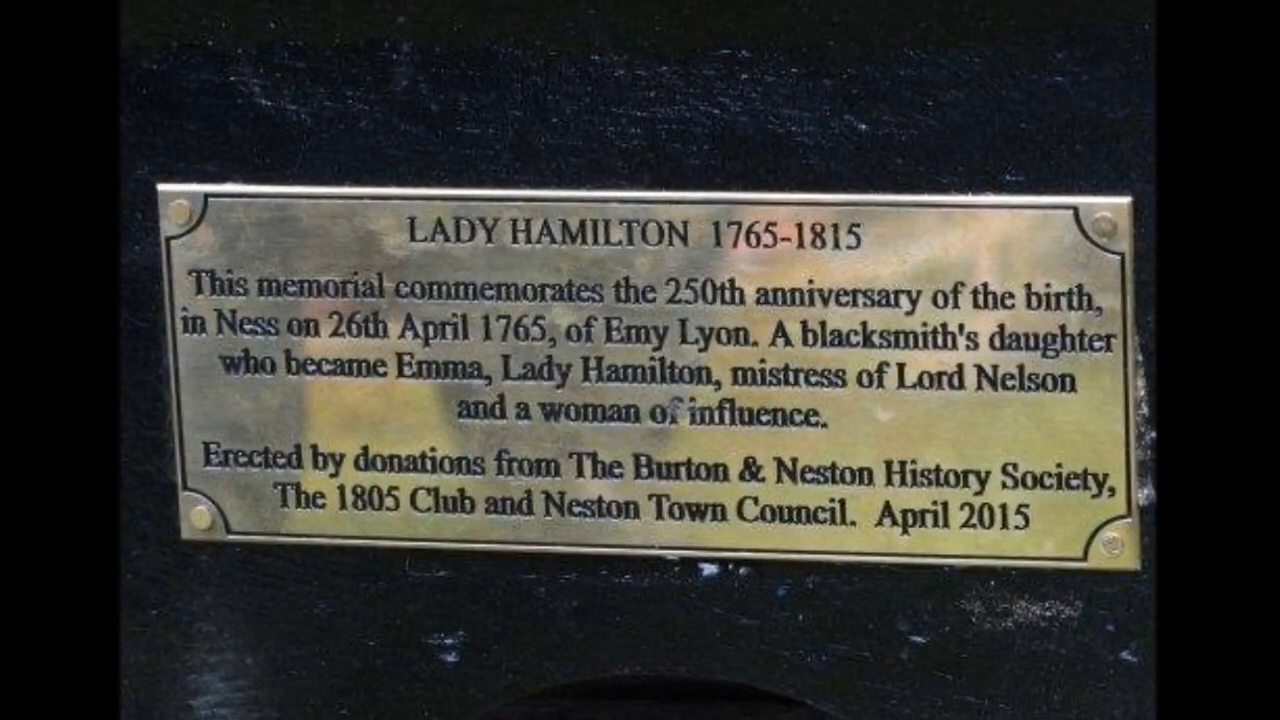 LADY HAMILTON 1765-1815
This memorial commemorates the 250th anniversary of the birth,
in Ness on 26th April 1765, of Emy Lyon. A blacksmith's daughter
who became Emma, Lady Hamilton, mistress of Lord Nelson
and a woman of influence.
Erected by donations from The Burton & Neston History Society,
The 1805 Club and Neston Town Council. April 2015